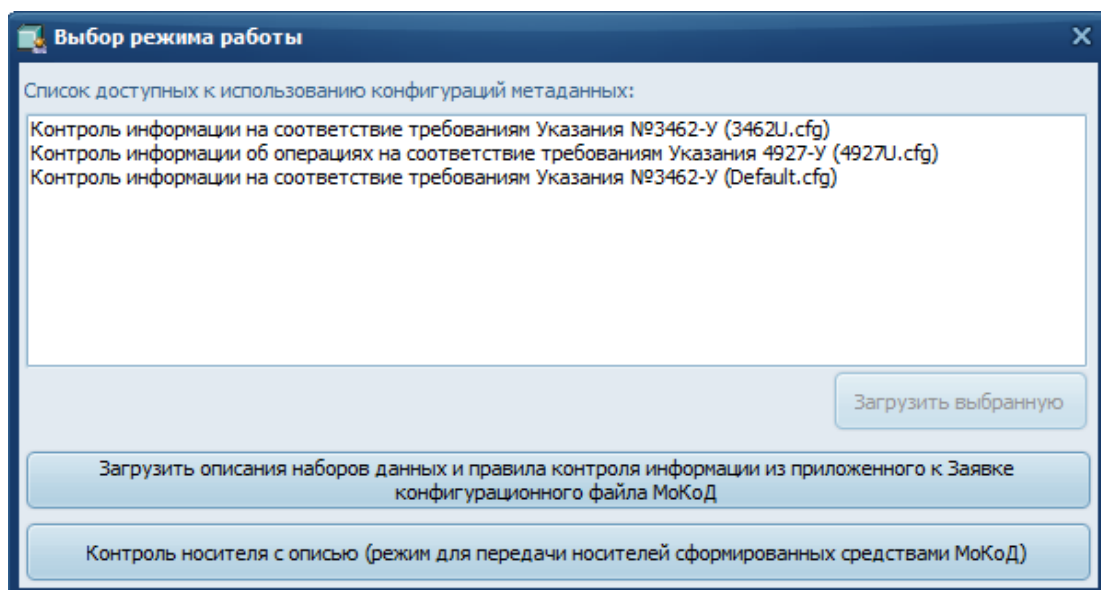 Выбор режима работы
Список доступных к использованию конфигураций метаданных:
Контроль информации на соответствие требованиям Указания №3462-У (3462U.cfg)
Контроль информации об операциях на соответствие требованиям Указания 4927-У (4927U.cfg)
Контроль информации на соответствие требованиям Указания №3462-У (Default.cfg)
Загрузить выбранную
Загрузить описания наборов данных и правила контроля информации из приложенного к Заявке
конфигурационного файла МоКоД
Контроль носителя с описью (режим для передачи носителей сформированных средствами МоКоД)